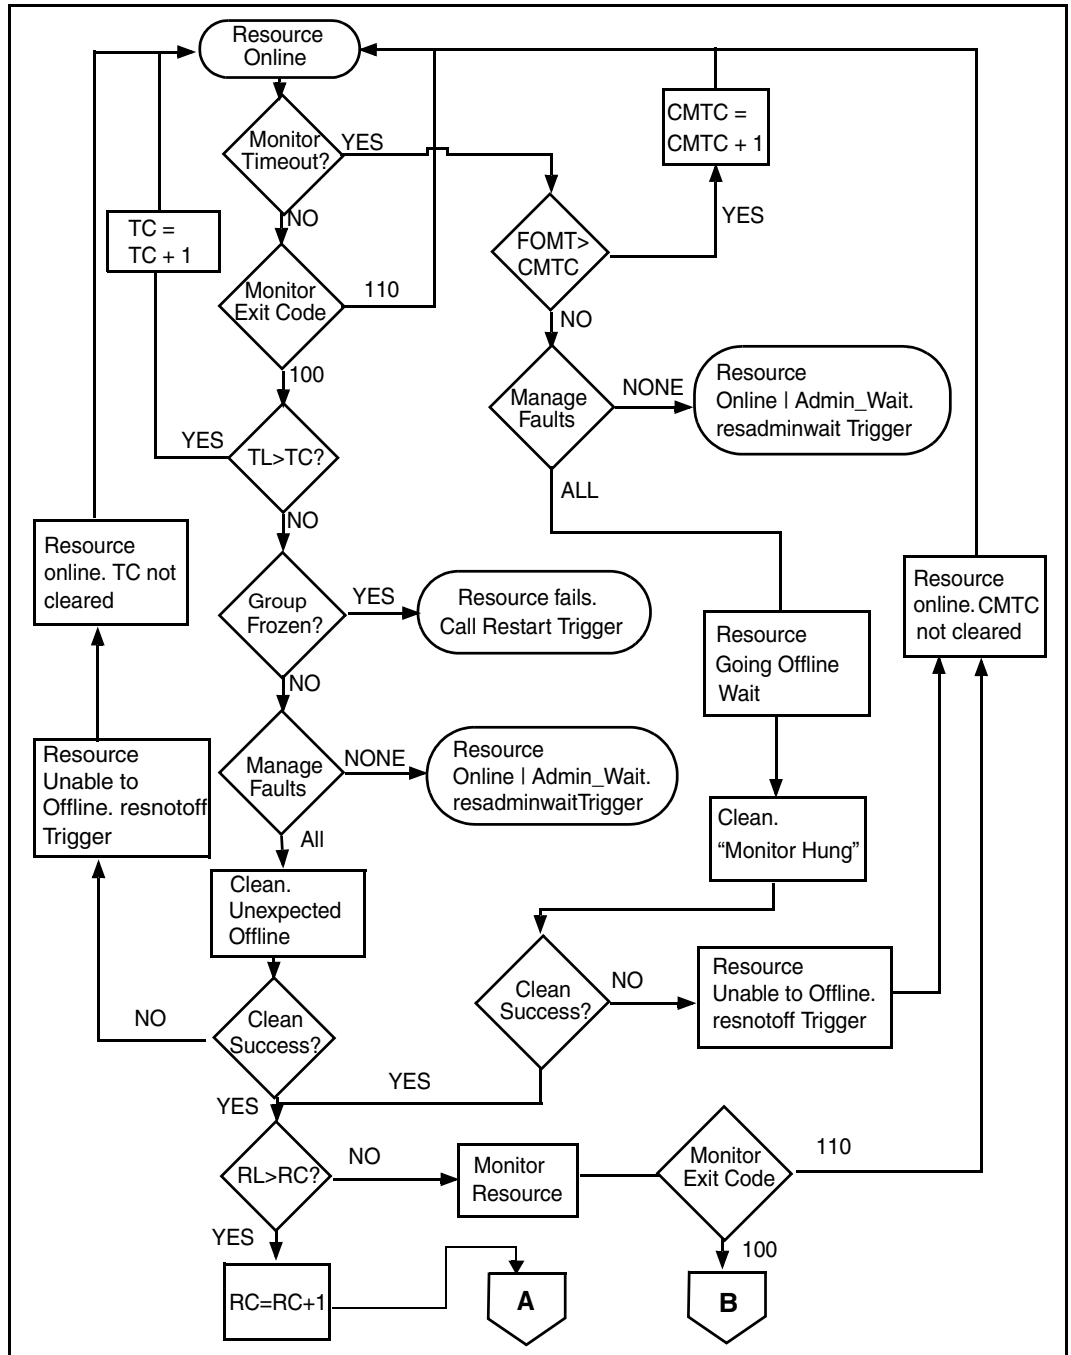 Resource
Online
CMTC =
CMTC + 1
Monitor
Timeout?
YES
YES
NO
TC =
TC + 1
FOMT>
CMTC
Monitor
Exit Code
110
NO
100
Manage
Faults
NONE
Resource
Online | Admin_Wait.
resadminwait Trigger
YES
TL>TC?
ALL
NO
Resource
online. TC not
cleared
Group
Frozen?
YES
Resource fails.
Call Restart Trigger
Resource
online. CMTC
not cleared
Resource
Going Offline
Wait
NO
Resource
Unable to
Offline. resnotoff
Trigger
Manage
Faults
NONE
Resource
Online | Admin_Wait.
resadminwaitTrigger
All
Clean.
"Monitor Hung"
Clean.
Unexpected
Offline
Clean
Success?
NO
Resource
Unable to Offline.
resnotoff Trigger
NO
Clean
Success?
YES
YES
RL>RC?
NO
Monitor
Resource
Monitor
Exit Code
110
YES
100
RC=RC+1
A
B